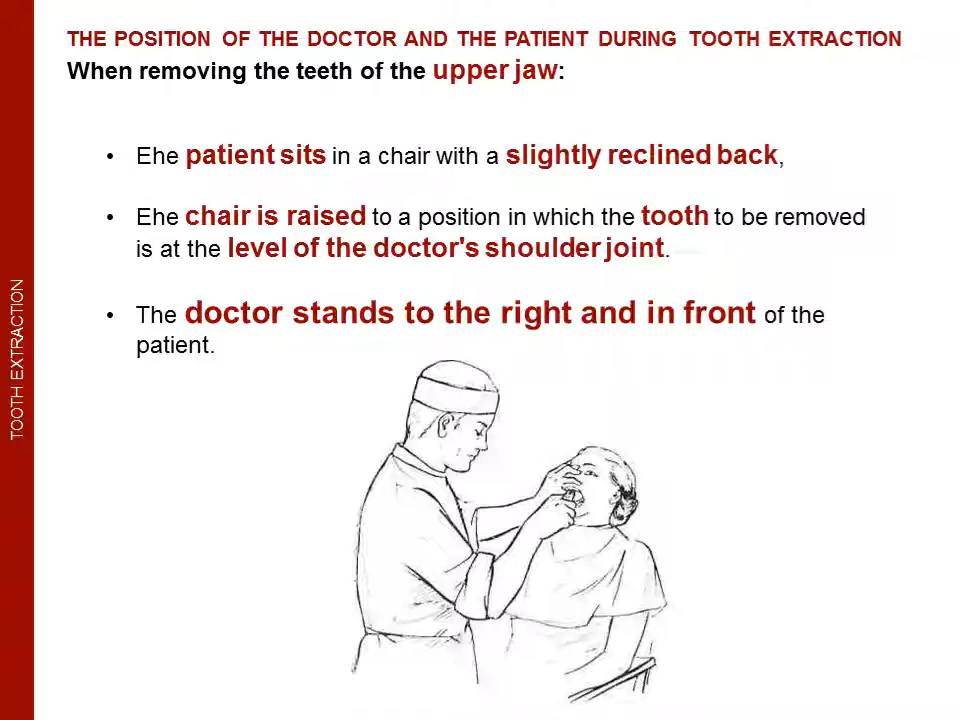 THE POSITION OF THE DOCTOR AND THE PATIENT DURING TOOTH EXTRACTION
When removing the teeth of the upper jaw:
• Ehe patient sits in a chair with a slightly reclined back,
• Ehe chair is raised to a position in which the tooth to be removed
is at the level of the doctor's shoulder joint.
• The doctor stands to the right and in front of the
patient.
TOOTH EXTRACTION